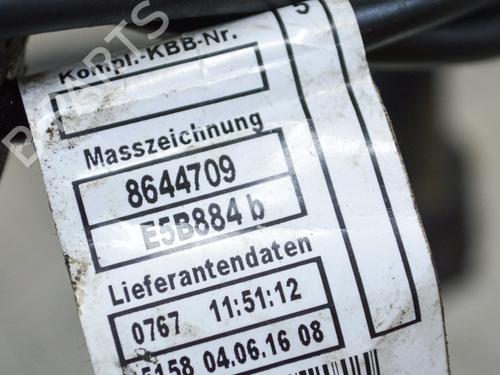 5
Kompl.-KBB-Nr.
Masszeichnung
8644709
E5B884 b
Lieferantendaten
0767 11:51:12
5158 04.06.16 08